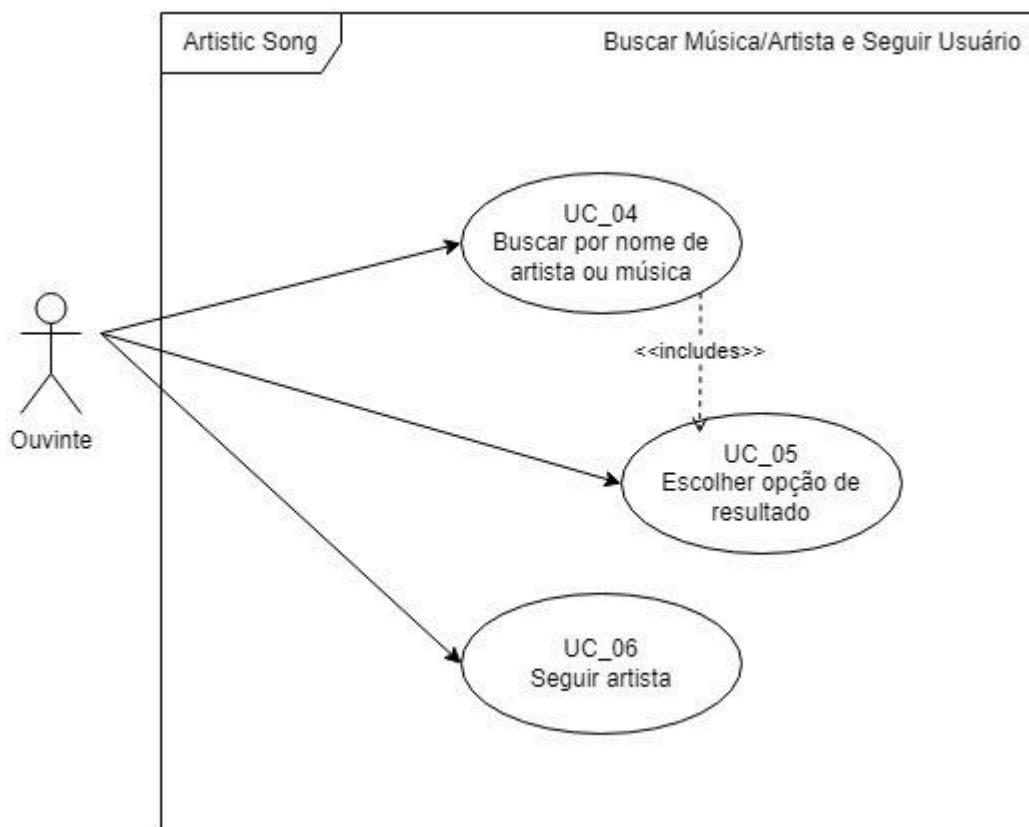 Artistic Song
Buscar Música/Artista e Seguir Usuário
UC_04
Buscar por nome de
artista ou música
<<includes>>
Ouvinte
UC_05
Escolher opção de
resultado
UC_06
Seguir artista